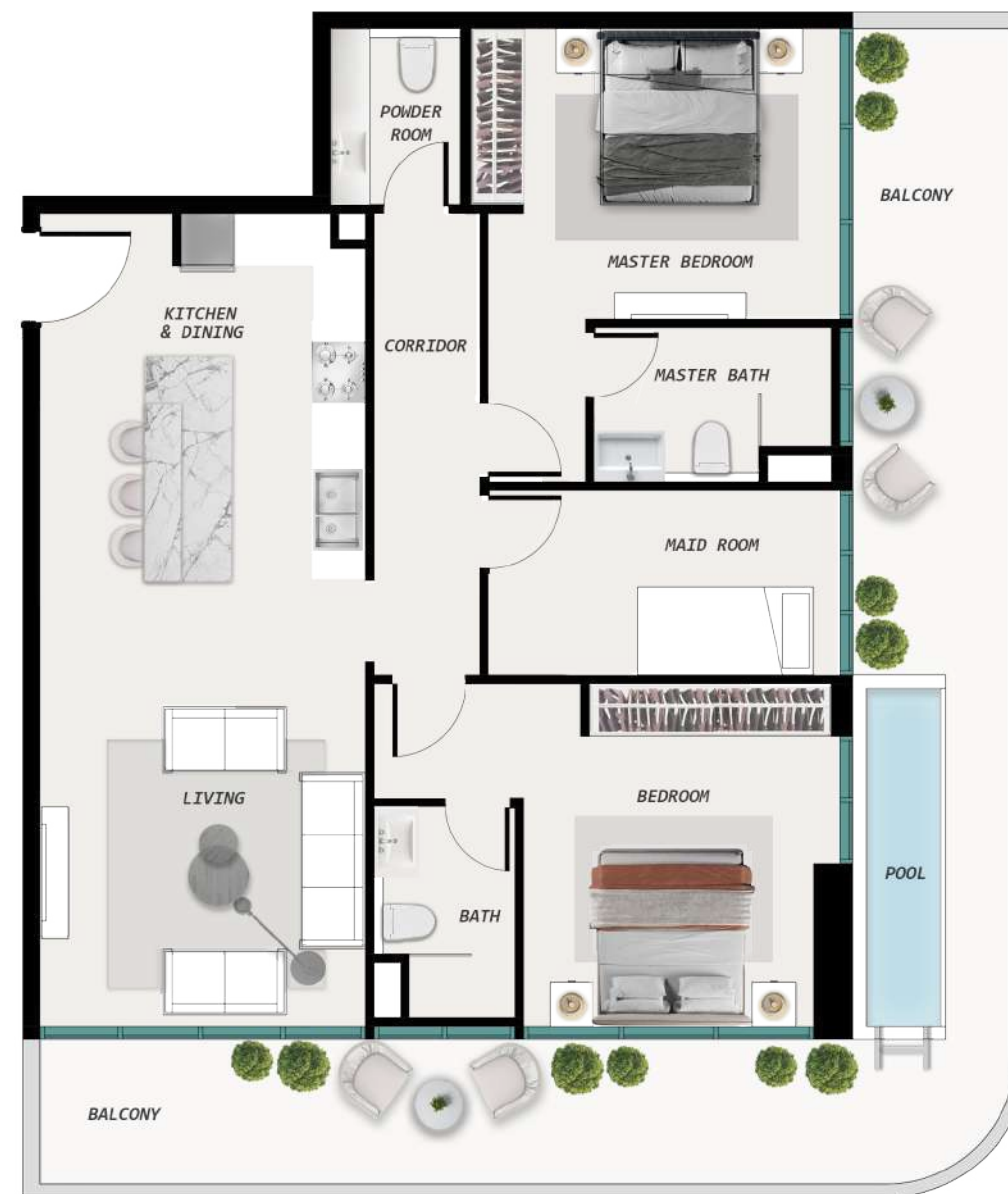 POWDER
ROOM
BALCONY
MASTER BEDROOM
KITCHEN
& DINING
CORRIDOR
MASTER BATH
MAID ROOM
LIVING
BEDROOM
POOL
BATH
BALCONY